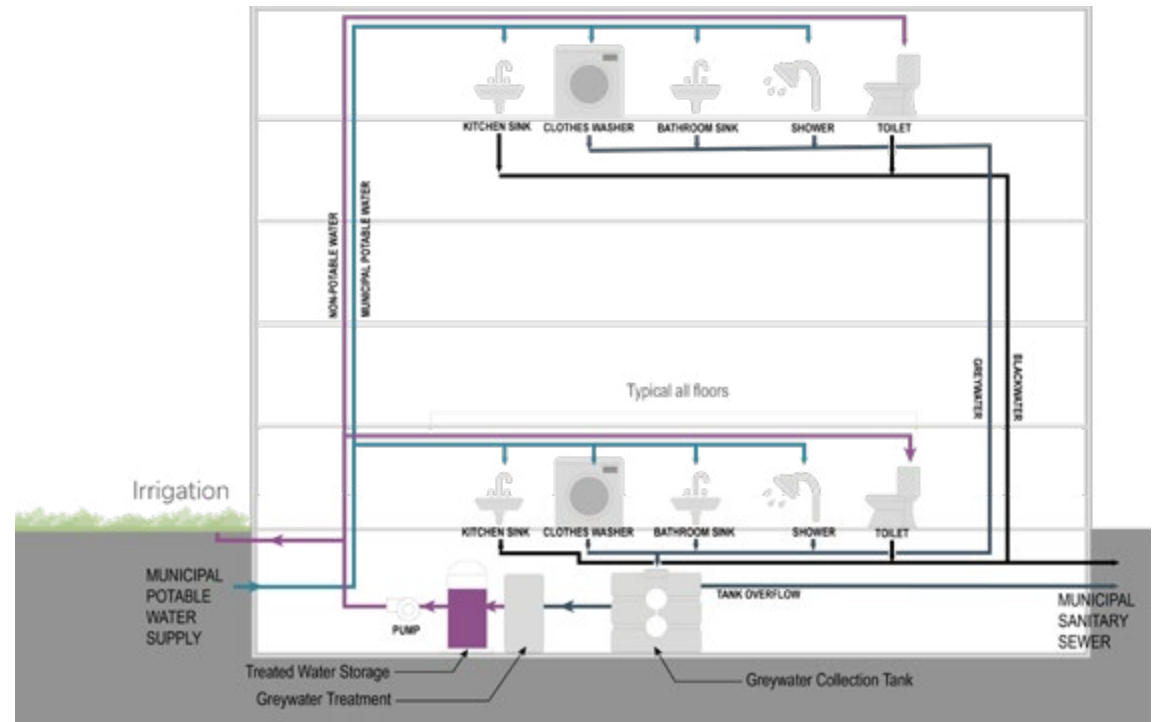 KITCHEN SINK
CLOTHES WASHER
BATHROOM SINK
SHOWER
TOILET
NON-POTABLE WATER
MUNICIPAL POTABLE WATER
GREYWATER
BLACKWATER
Typical all floors
Irrigation
KITCHEN SINK
CLOTHES WASHER
BATHROOM SINK
SHOWER
TOILET
MUNICIPAL
POTABLE
WATER
SUPPLY
PUMP
TANK OVERFLOW
MUNICIPAL
SANITARY
SEWER
Treated Water Storage
Greywater Treatment
Greywater Collection Tank